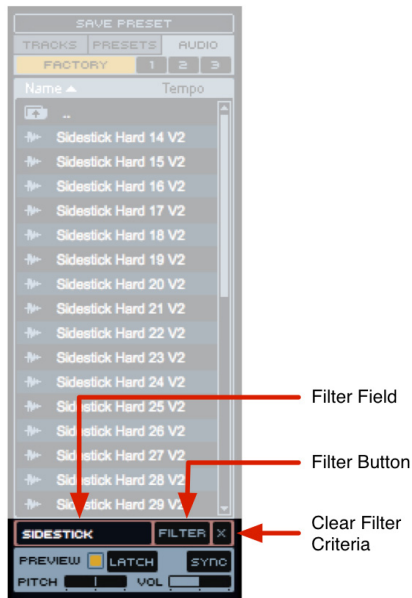 SAVE PRESET
TRACKS PRESETS AUDIO
FACTORY 1 2 3
Name Tempo
..
Sidestick Hard 14 V2
Sidestick Hard 15 V2
Sidestick Hard 16 V2
Sidestick Hard 17 V2
Sidestick Hard 18 V2
Sidestick Hard 19 V2
Sidestick Hard 20 V2
Sidestick Hard 21 V2
Sidestick Hard 22 V2
Sidestick Hard 23 V2
Sidestick Hard 24 V2
Sidestick Hard 25 V2
Sidestick Hard 26 V2
Sidestick Hard 27 V2
Sidestick Hard 28 V2
Sidestick Hard 29 V2
Filter Field
Filter Button
Clear Filter
Criteria
SIDESTICK FILTER X
PREVIEW LATCH SYNC
PITCH VOL